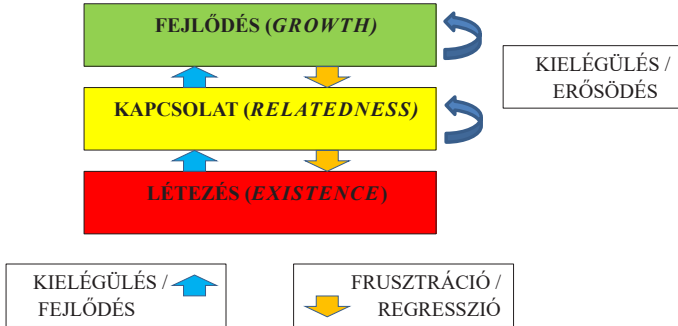 FEJLŐDÉS (GROWTH)
KIELÉGÜLÉS /
ERŐSÖDÉS
KAPCSOLAT (RELATEDNESS)
LÉTEZÉS (EXISTENCE)
KIELÉGÜLÉS /
FEJLŐDÉS
FRUSZTRÁCIÓ /
REGRESSZIÓ